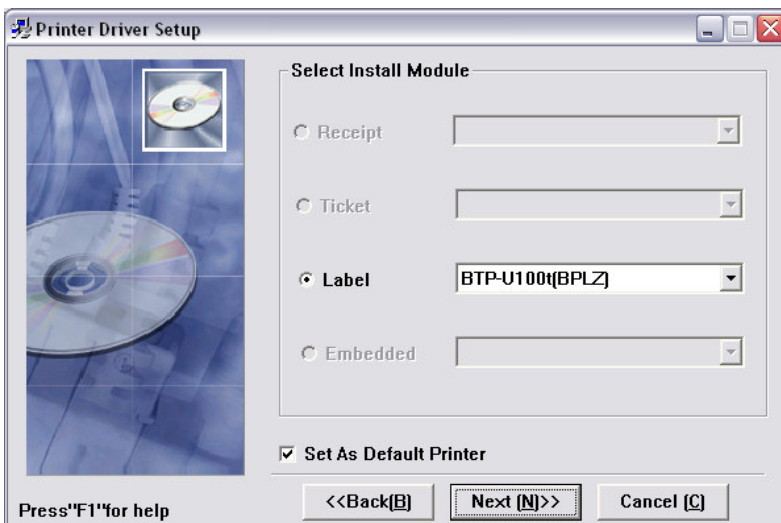 Printer Driver Setup
Select Install Module
Receipt
Ticket
Label
BTP-U100t(BPLZ)
Embedded
Set As Default Printer
Press"F1"for help
<<Back(B)
Next (N)>>
Cancel (C)